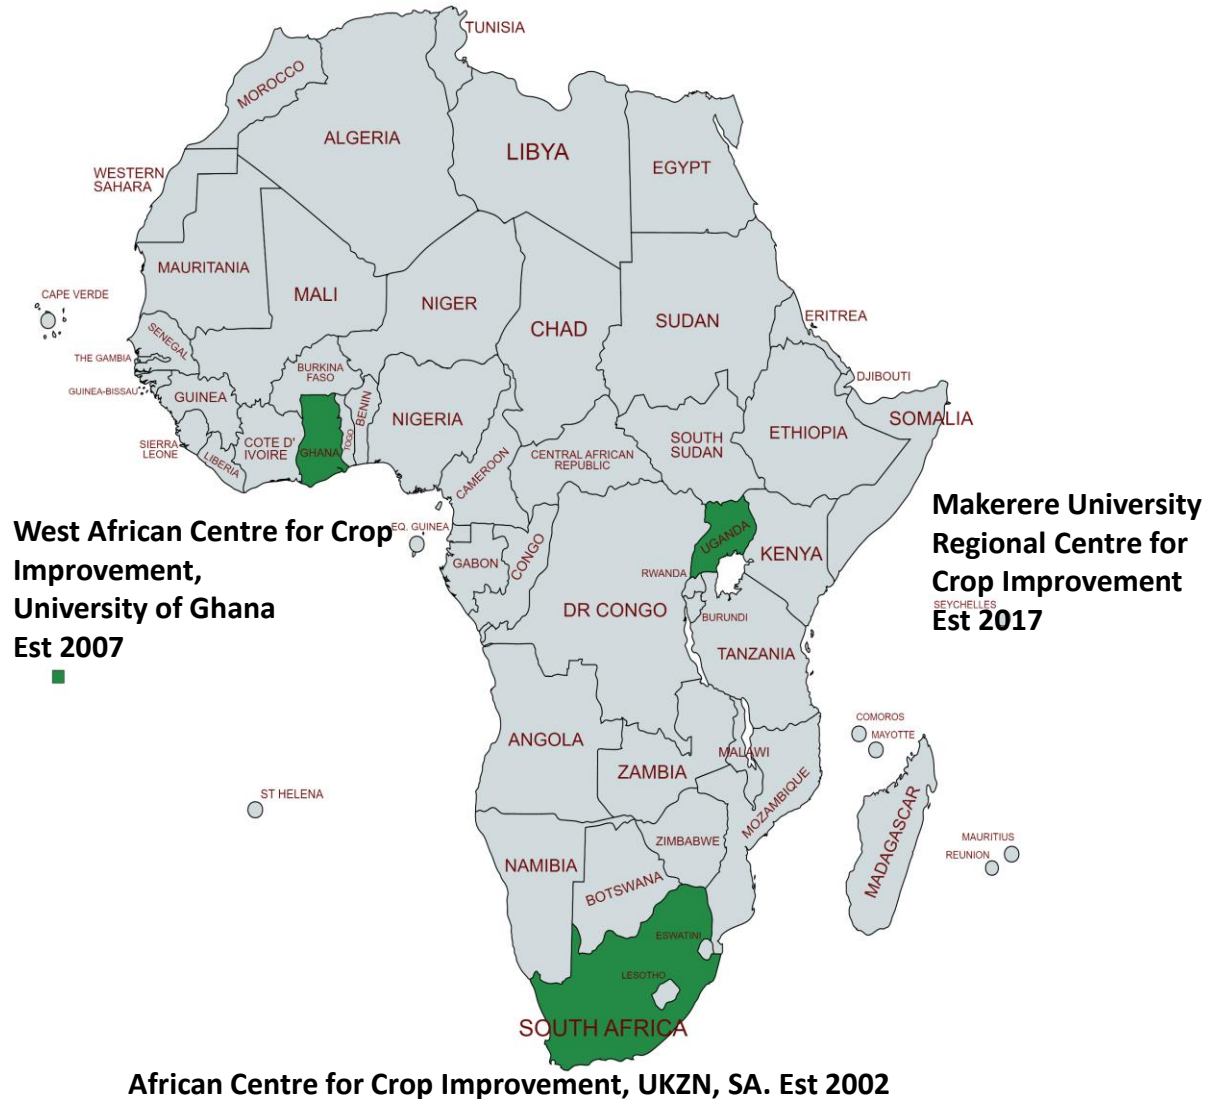 TUNISIA
MOROCCO
ALGERIA
LIBYA
EGYPT
WESTERN
SAHARA
MAURITANIA
MALI
NIGER
CHAD
SUDAN
ERITREA
CAPE VERDE
SENEGAL
THE GAMBIA
GUINEA-BISSAU
GUINEA
SIERRA
LEONE
LIBERIA
COTE D'
IVOIRE
BURKINA
FASO
GHANA
TOGO
BENIN
NIGERIA
CAMEROON
CENTRAL AFRICAN
REPUBLIC
SOUTH
SUDAN
ETHIOPIA
DJIBOUTI
SOMALIA
West African Centre for Crop
Improvement,
University of Ghana
Est 2007
EQ. GUINEA
GABON
CONGO
DR CONGO
UGANDA
KENYA
RWANDA
BURUNDI
TANZANIA
Makerere University
Regional Centre for
Crop Improvement
SEYCHELLES
Est 2017
ANGOLA
ZAMBIA
MALAWI
MOZAMBIQUE
COMOROS
MAYOTTE
MADAGASCAR
MAURITIUS
REUNION
ST HELENA
NAMIBIA
BOTSWANA
ZIMBABWE
ESWATINI
LESOTHO
SOUTH AFRICA
African Centre for Crop Improvement, UKZN, SA. Est 2002